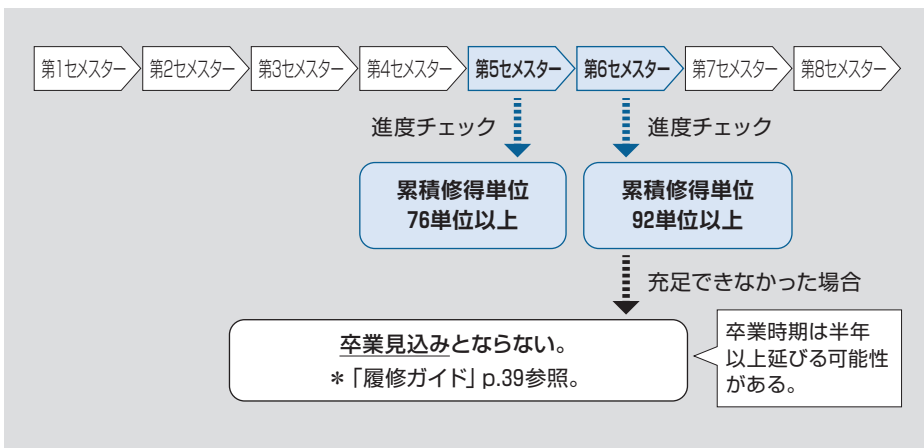 第1セメスター 第2セメスター 第3セメスター 第4セメスター 第5セメスター 第6セメスター 第7セメスター 第8セメスター
進度チェック
進度チェック
累積修得単位
76単位以上
累積修得単位
92単位以上
充足できなかった場合
卒業見込みとならない。
＊「履修ガイド」p.39参照。
卒業時期は半年
以上延びる可能性
がある。